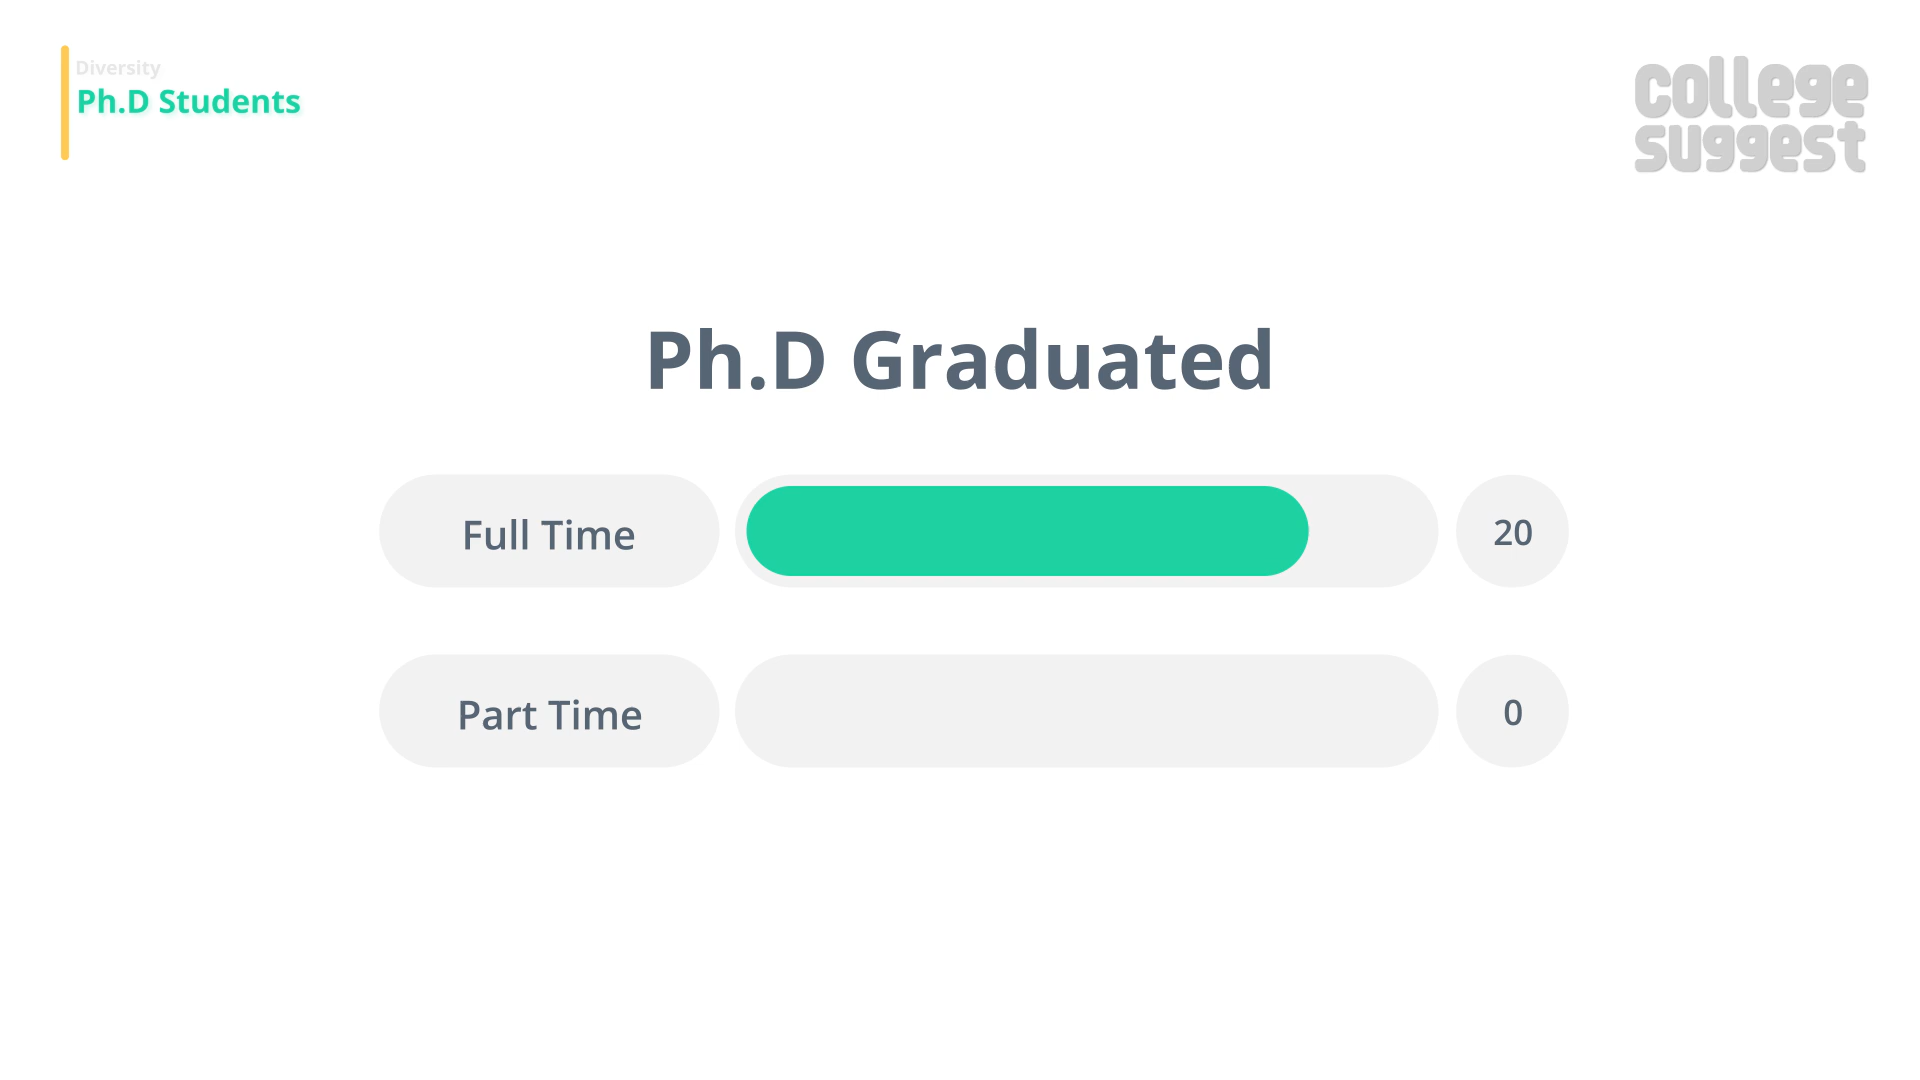 Diversity
Ph.D Students
college
suggest
Ph.D Graduated
Full Time
20
Part Time
0